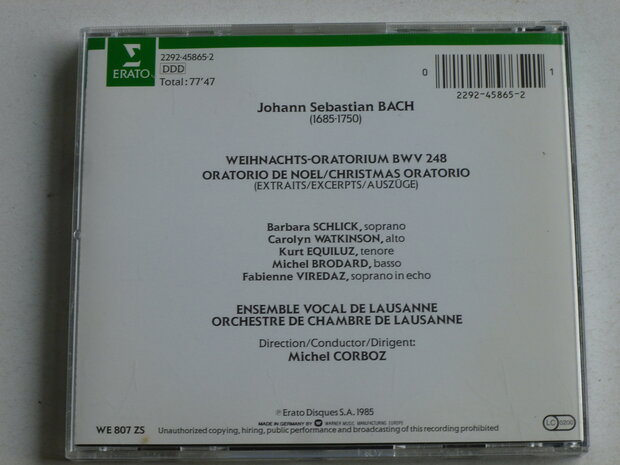 ERATO
2292-45865-2
DDD
Total: 77'47
0 1
2292-45865-2
Johann Sebastian BACH
(1685-1750)
WEIHNACHTS-ORATORIUM BWV 248
ORATORIO DE NOEL/CHRISTMAS ORATORIO
(EXTRAITS/EXCERPTS/AUSZÜGE)
Barbara SCHLICK, soprano
Carolyn WATKINSON, alto
Kurt EQUILUZ, tenore
Michel BRODARD, basso
Fabienne VIREDAZ, soprano in echo
ENSEMBLE VOCAL DE LAUSANNE
ORCHESTRE DE CHAMBRE DE LAUSANNE
Direction/Conductor/Dirigent:
Michel CORBOZ
℗ Erato Disques S.A. 1985
MADE IN GERMANY BY WARNER MUSIC MANUFACTURING EUROPE
WE 807 ZS
Unauthorized copying, hiring, public performance and broadcasting of this recording prohibited
LC 0200